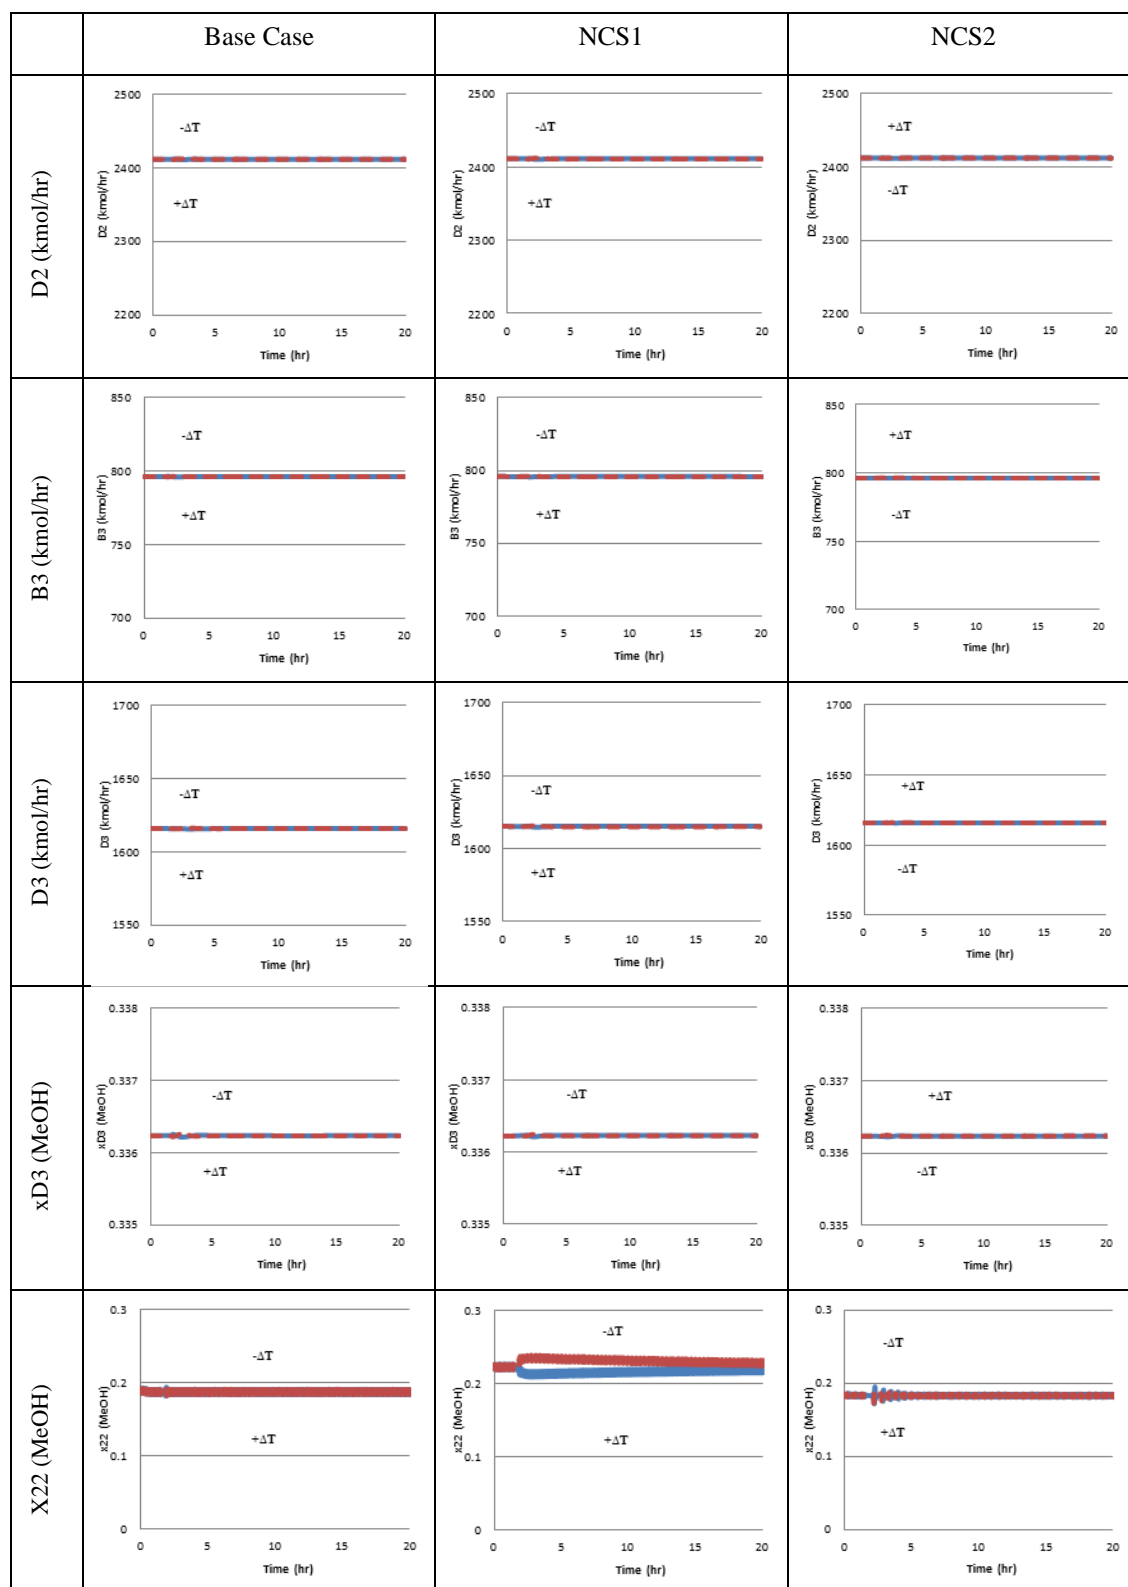 Base Case NCS1 NCS2
D2 (kmol/hr)
D2 (kmol/hr)
2500
2400
2300
2200
-ΔT
+ΔT
0 5 10 15 20
Time (hr)
D2 (kmol/hr)
2500
2400
2300
2200
-ΔT
+ΔT
0 5 10 15 20
Time (hr)
D2 (kmol/hr)
2500
2400
2300
2200
+ΔT
-ΔT
0 5 10 15 20
Time (hr)
B3 (kmol/hr)
B3 (kmol/hr)
850
800
750
700
-ΔT
+ΔT
0 5 10 15 20
Time (hr)
B3 (kmol/hr)
850
800
750
700
-ΔT
+ΔT
0 5 10 15 20
Time (hr)
B3 (kmol/hr)
850
800
750
700
+ΔT
-ΔT
0 5 10 15 20
Time (hr)
D3 (kmol/hr)
D3 (kmol/hr)
1700
1650
1600
1550
-ΔT
+ΔT
0 5 10 15 20
Time (hr)
D3 (kmol/hr)
1700
1650
1600
1550
-ΔT
+ΔT
0 5 10 15 20
Time (hr)
D3 (kmol/hr)
1700
1650
1600
1550
+ΔT
-ΔT
0 5 10 15 20
Time (hr)
xD3 (MeOH)
xD3 (MeOH)
0.338
0.337
0.336
0.335
-ΔT
+ΔT
0 5 10 15 20
Time (hr)
xD3 (MeOH)
0.338
0.337
0.336
0.335
-ΔT
+ΔT
0 5 10 15 20
Time (hr)
xD3 (MeOH)
0.338
0.337
0.336
0.335
+ΔT
-ΔT
0 5 10 15 20
Time (hr)
X22 (MeOH)
x22 (MeOH)
0.3
0.2
0.1
0
-ΔT
+ΔT
0 5 10 15 20
Time (hr)
x22 (MeOH)
0.3
0.2
0.1
0
-ΔT
+ΔT
0 5 10 15 20
Time (hr)
x22 (MeOH)
0.3
0.2
0.1
0
-ΔT
+ΔT
0 5 10 15 20
Time (hr)